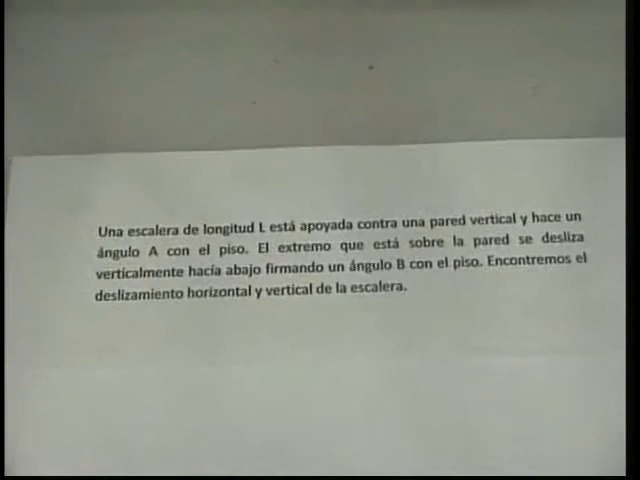 Una escalera de longitud L está apoyada contra una pared vertical y hace un
ángulo A con el piso. El extremo que está sobre la pared se desliza
verticalmente hacía abajo firmando un ángulo B con el piso. Encontremos el
deslizamiento horizontal y vertical de la escalera.